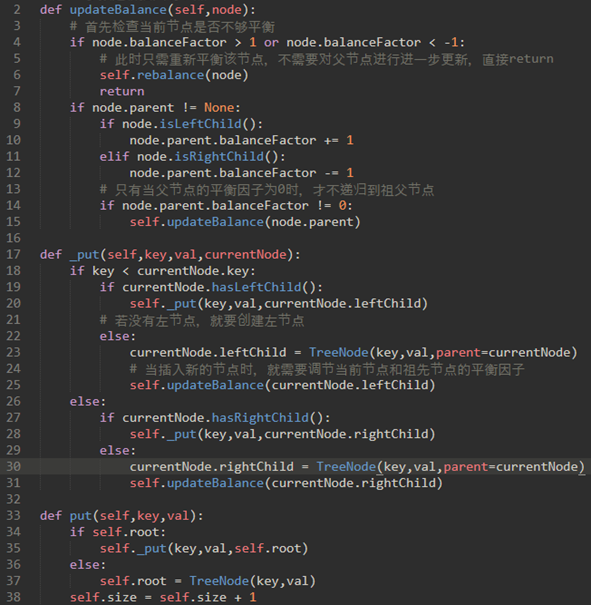 2 def updateBalance(self,node):
3 # 首先检查当前节点是否不够平衡
4 if node.balanceFactor > 1 or node.balanceFactor < -1:
5 # 此时只需重新平衡该节点，不需要对父节点进行进一步更新，直接return
6 self.rebalance(node)
7 return
8 if node.parent != None:
9 if node.isLeftChild():
10 node.parent.balanceFactor += 1
11 elif node.isRightChild():
12 node.parent.balanceFactor -= 1
13 # 只有当父节点的平衡因子为0时，才不递归到祖父节点
14 if node.parent.balanceFactor != 0:
15 self.updateBalance(node.parent)
16
17 def _put(self,key,val,currentNode):
18 if key < currentNode.key:
19 if currentNode.hasLeftChild():
20 self._put(key,val,currentNode.leftChild)
21 # 若没有左节点，就要创建左节点
22 else:
23 currentNode.leftChild = TreeNode(key,val,parent=currentNode)
24 # 当插入新的节点时，就需要调节当前节点和祖先节点的平衡因子
25 self.updateBalance(currentNode.leftChild)
26 else:
27 if currentNode.hasRightChild():
28 self._put(key,val,currentNode.rightChild)
29 else:
30 currentNode.rightChild = TreeNode(key,val,parent=currentNode)
31 self.updateBalance(currentNode.rightChild)
32
33 def put(self,key,val):
34 if self.root:
35 self._put(key,val,self.root)
36 else:
37 self.root = TreeNode(key,val)
38 self.size = self.size + 1